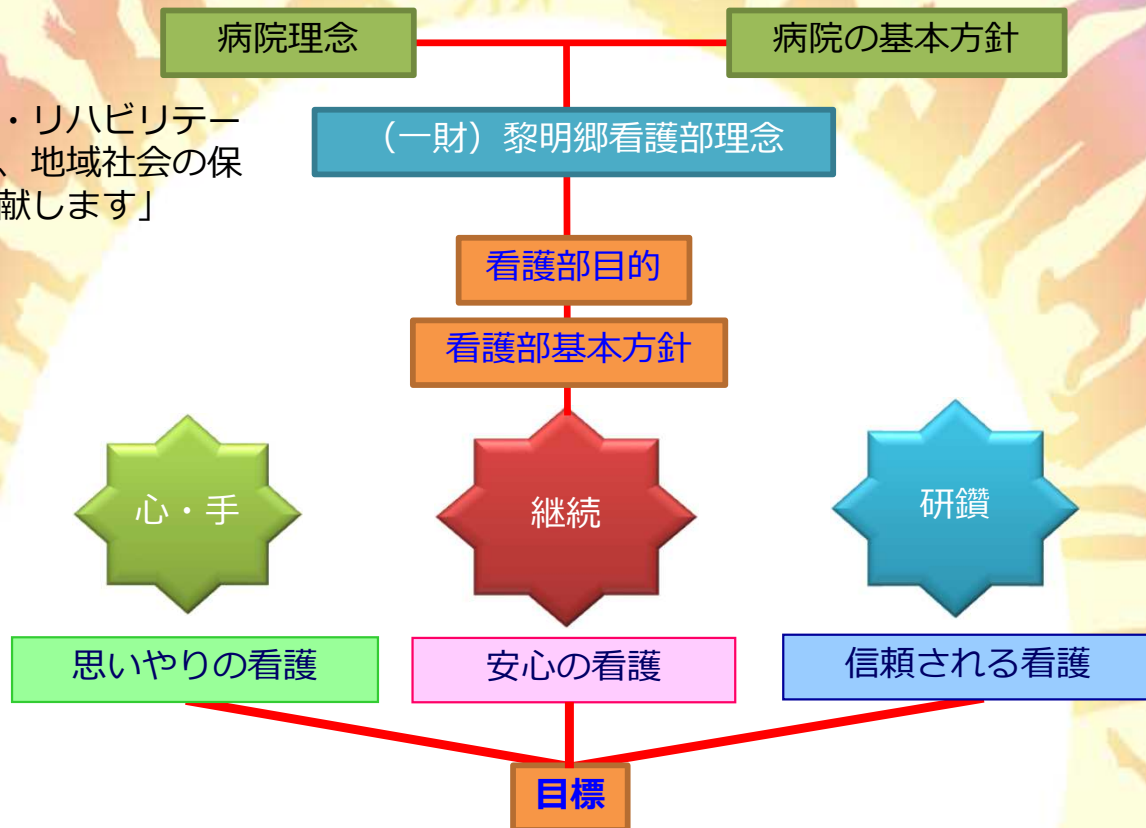 病院理念
病院の基本方針
・リハビリテー
、地域社会の保
献します」
（一財）黎明郷看護部理念
看護部目的
看護部基本方針
心・手
継続
研鑽
思いやりの看護
安心の看護
信頼される看護
目標